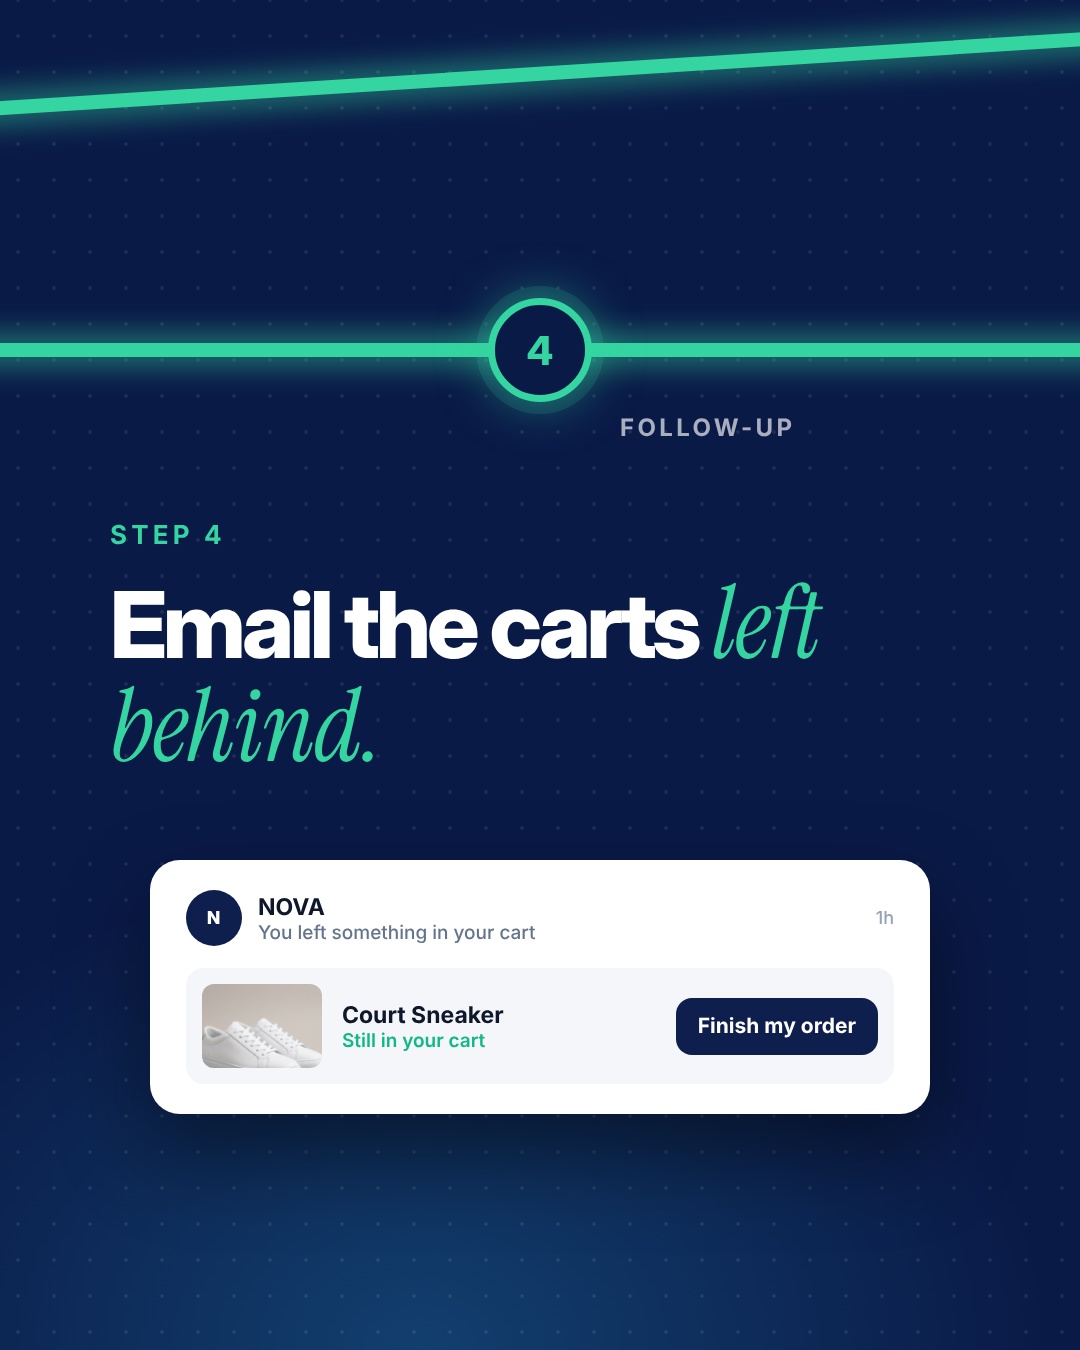 4
FOLLOW-UP
STEP 4
Email the carts left
behind.
N
NOVA
You left something in your cart
1h
Court Sneaker
Still in your cart
Finish my order